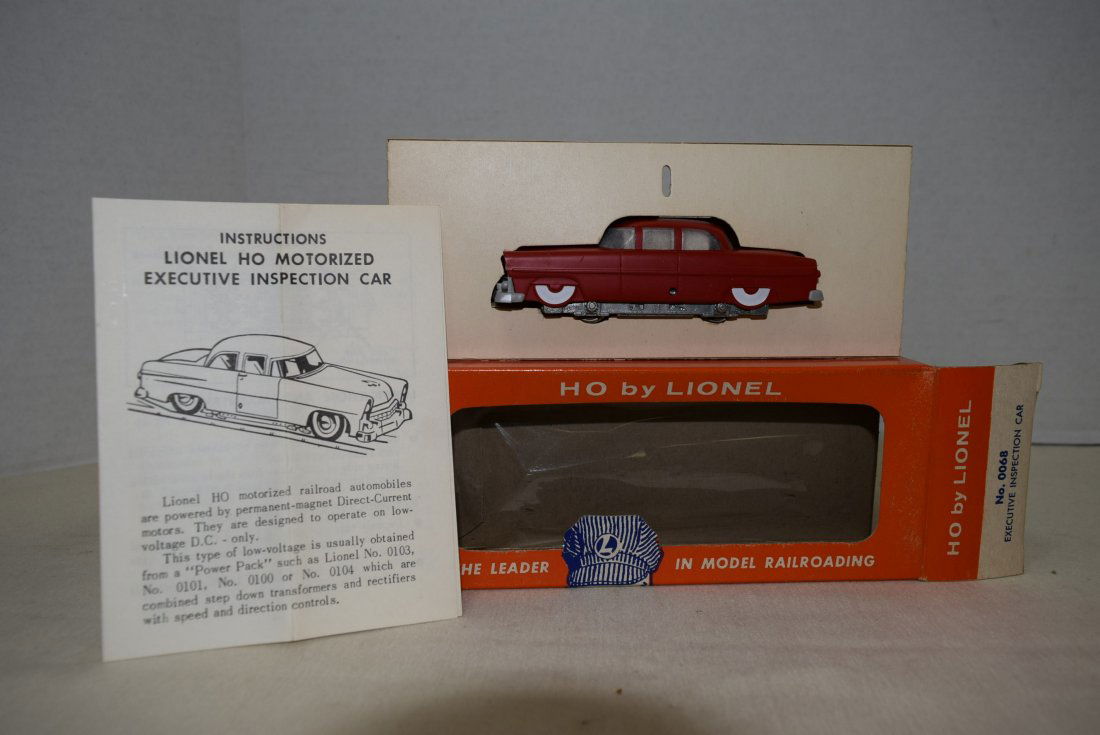 INSTRUCTIONS
LIONEL HO MOTORIZED
EXECUTIVE INSPECTION CAR
Lionel HO motorized railroad automobiles
are powered by permanent-magnet Direct-Current
motors. They are designed to operate on low-
voltage D.C. - only.
This type of low-voltage is usually obtained
from a "Power Pack" such as Lionel No. 0103,
No. 0101, No. 0100 or No. 0104 which are
combined step down transformers and rectifiers
with speed and direction controls.
HO by LIONEL
L
HE LEADER IN MODEL RAILROADING
HO by LIONEL
No. 0068
EXECUTIVE INSPECTION CAR